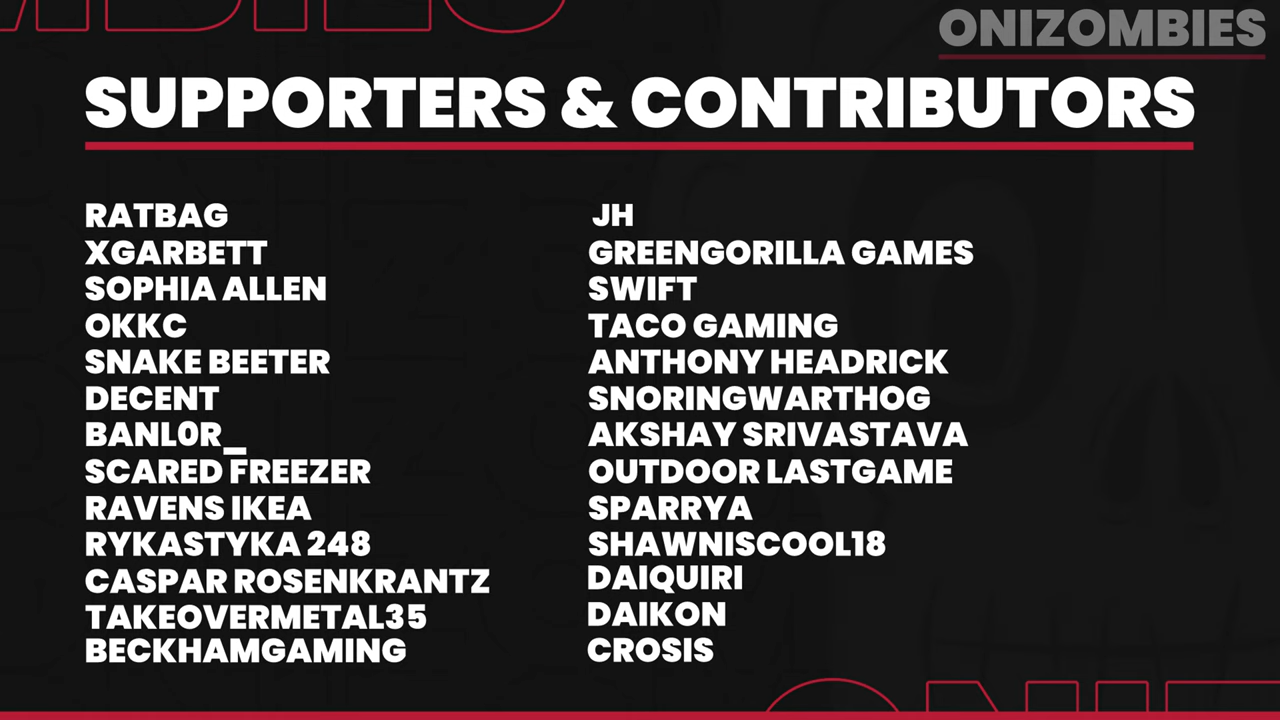 ONIZOMBIES
SUPPORTERS & CONTRIBUTORS
RATBAG
XGARBETT
SOPHIA ALLEN
OKKC
SNAKE BEETER
DECENT
BANL0R_
SCARED FREEZER
RAVENS IKEA
RYKASTYKA 248
CASPAR ROSENKRANTZ
TAKEOVERMETAL35
BECKHAMGAMING
JH
GREENGORILLA GAMES
SWIFT
TACO GAMING
ANTHONY HEADRICK
SNORINGWARTHOG
AKSHAY SRIVASTAVA
OUTDOOR LASTGAME
SPARRYA
SHAWNISCOOL18
DAIQUIRI
DAIKON
CROSIS